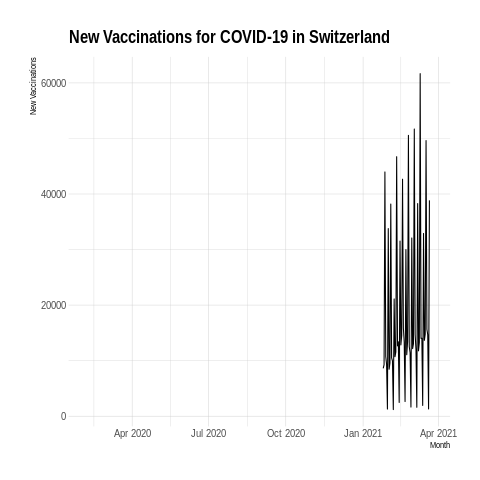 New Vaccinations for COVID-19 in Switzerland
New Vaccinations
60000
40000
20000
0
Apr 2020 Jul 2020 Oct 2020 Jan 2021 Apr 2021
Month